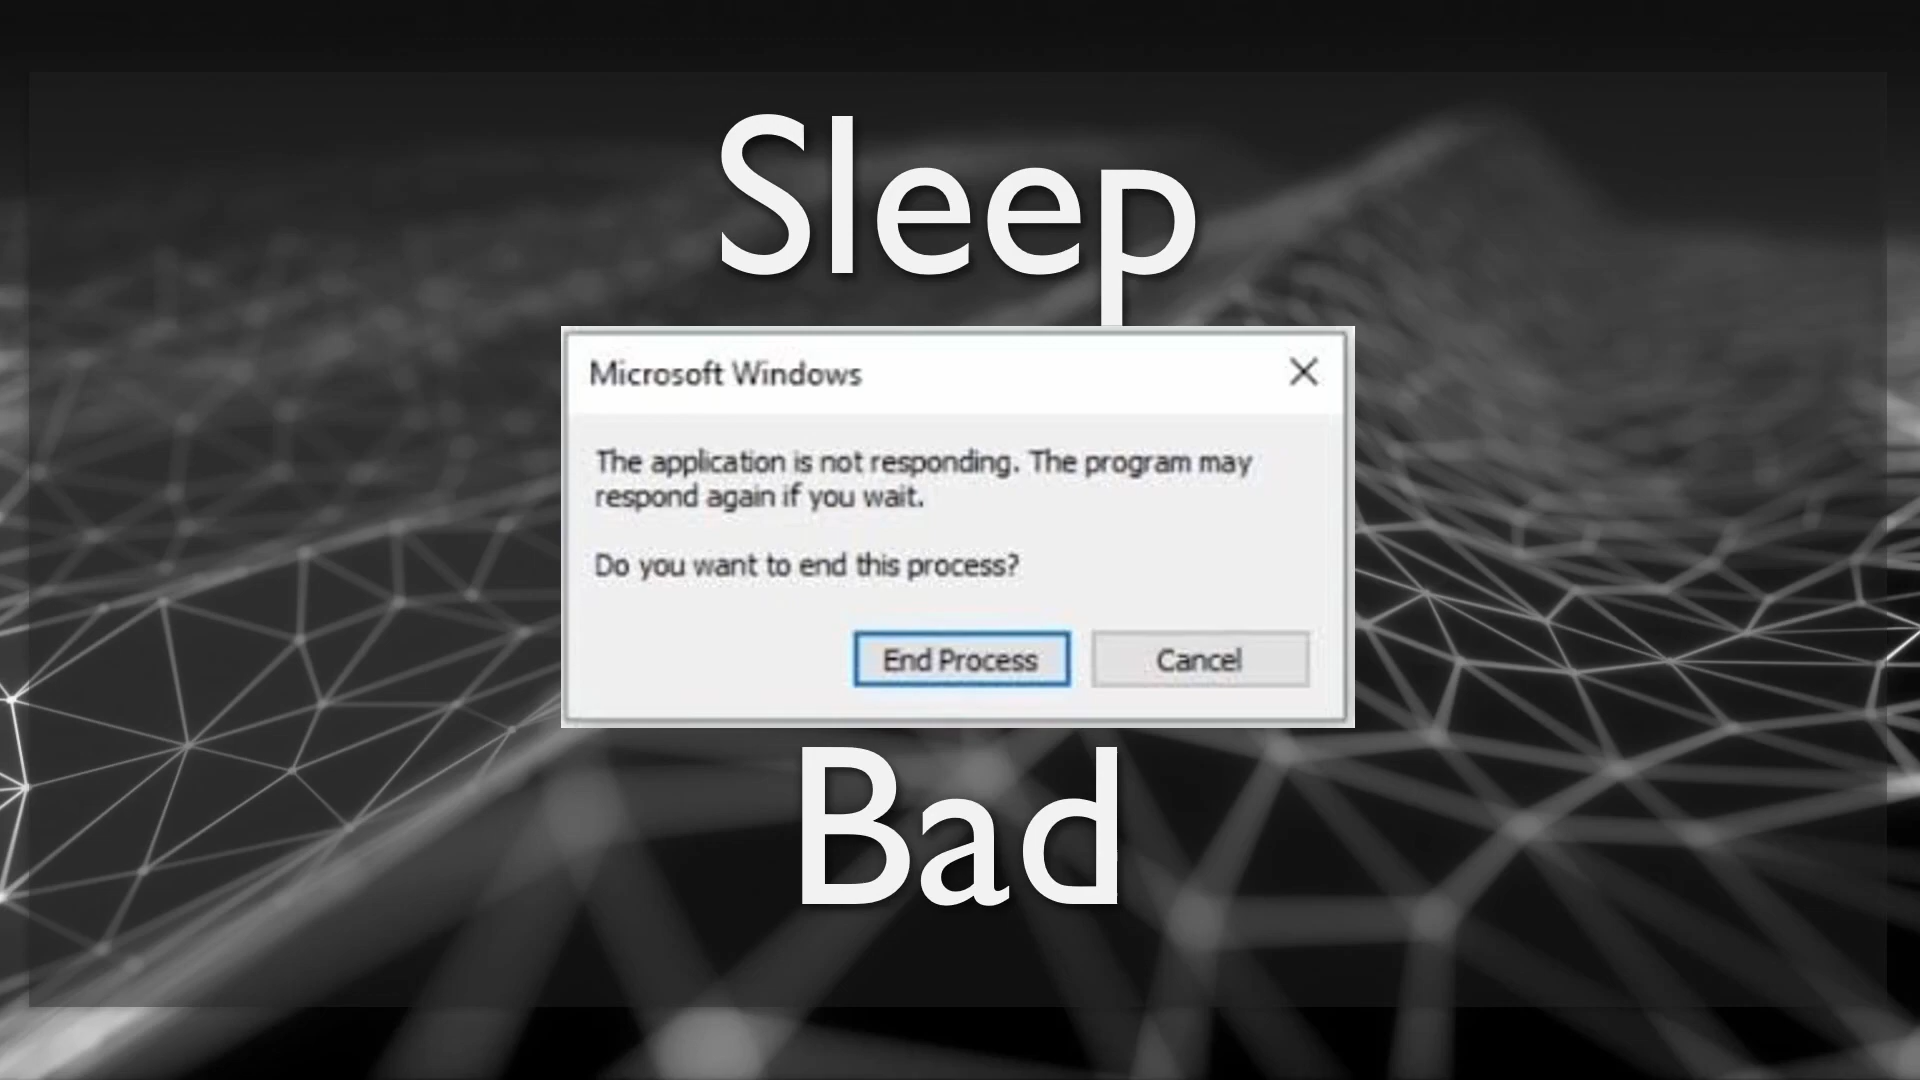 Sleep
Microsoft Windows
The application is not responding. The program may
respond again if you wait.
Do you want to end this process?
End Process Cancel
Bad